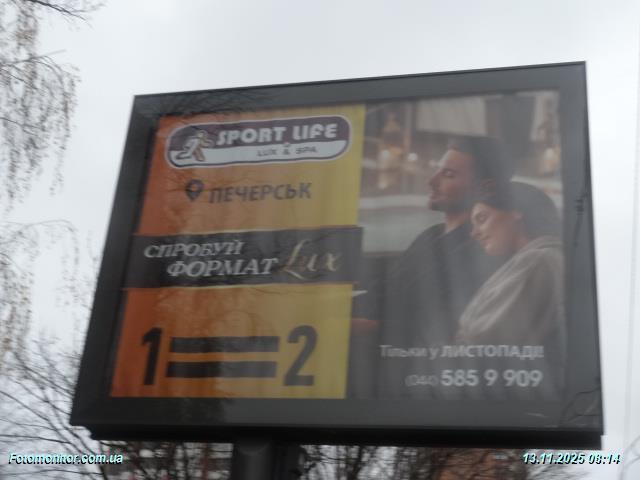 SPORT LIFE
LUX & SPA
ПЕЧЕРСЬК
СПРОБУЙ
ФОРМАТ Lux
1=2
Тільки у ЛИСТОПАДІ!
(044) 585 9 909
Fotomonitor.com.ua
13.11.2025 08:14